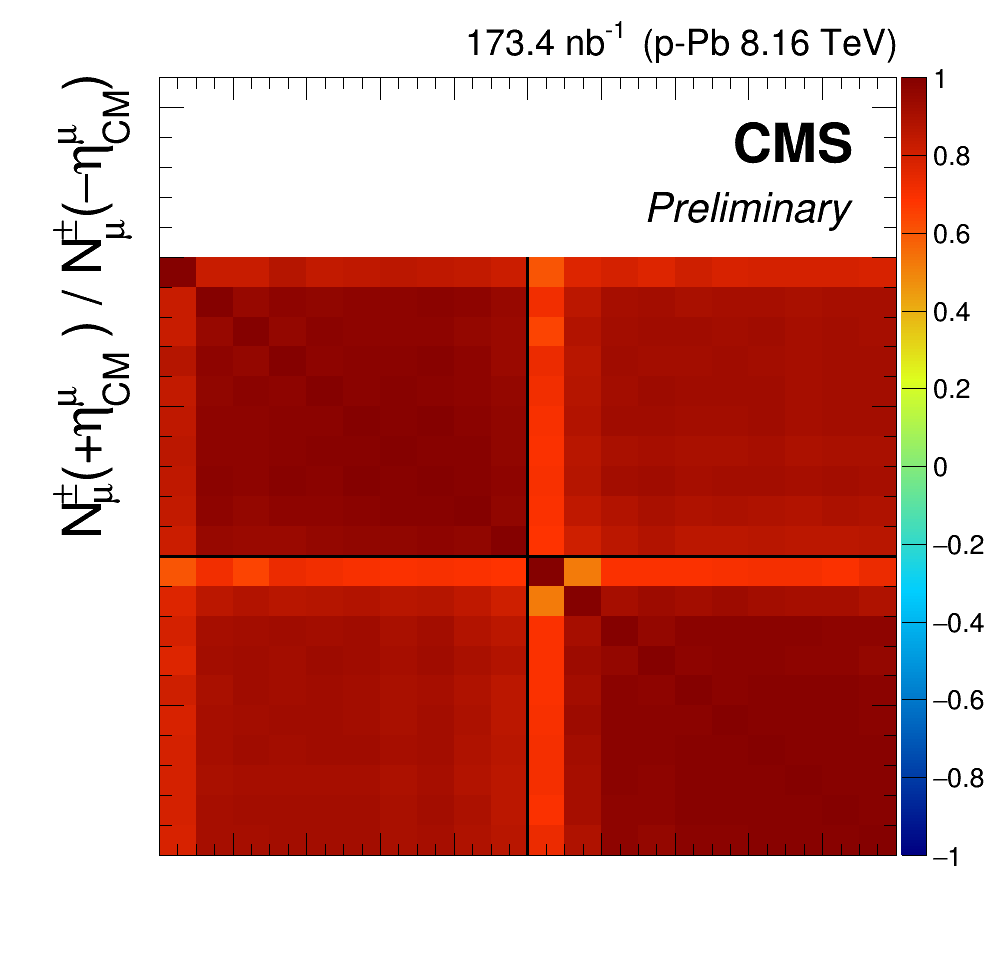 173.4 nb⁻¹ (p-Pb 8.16 TeV)
CMS
Preliminary
N^±_μ(+η^μ_CM) / N^±_μ(−η^μ_CM)
1
0.8
0.6
0.4
0.2
0
−0.2
−0.4
−0.6
−0.8
−1